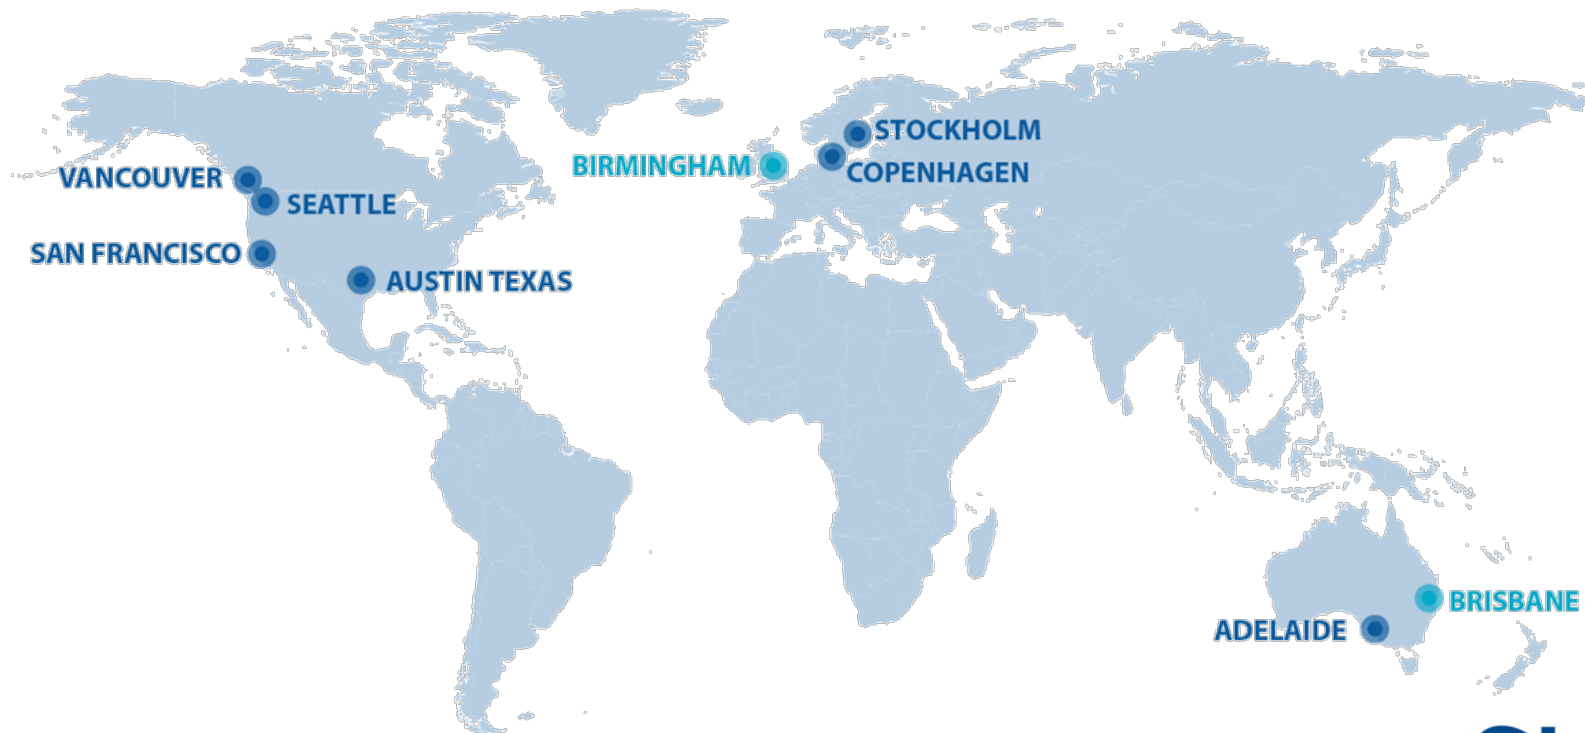 STOCKHOLM
BIRMINGHAM
COPENHAGEN
VANCOUVER
SEATTLE
SAN FRANCISCO
AUSTIN TEXAS
BRISBANE
ADELAIDE